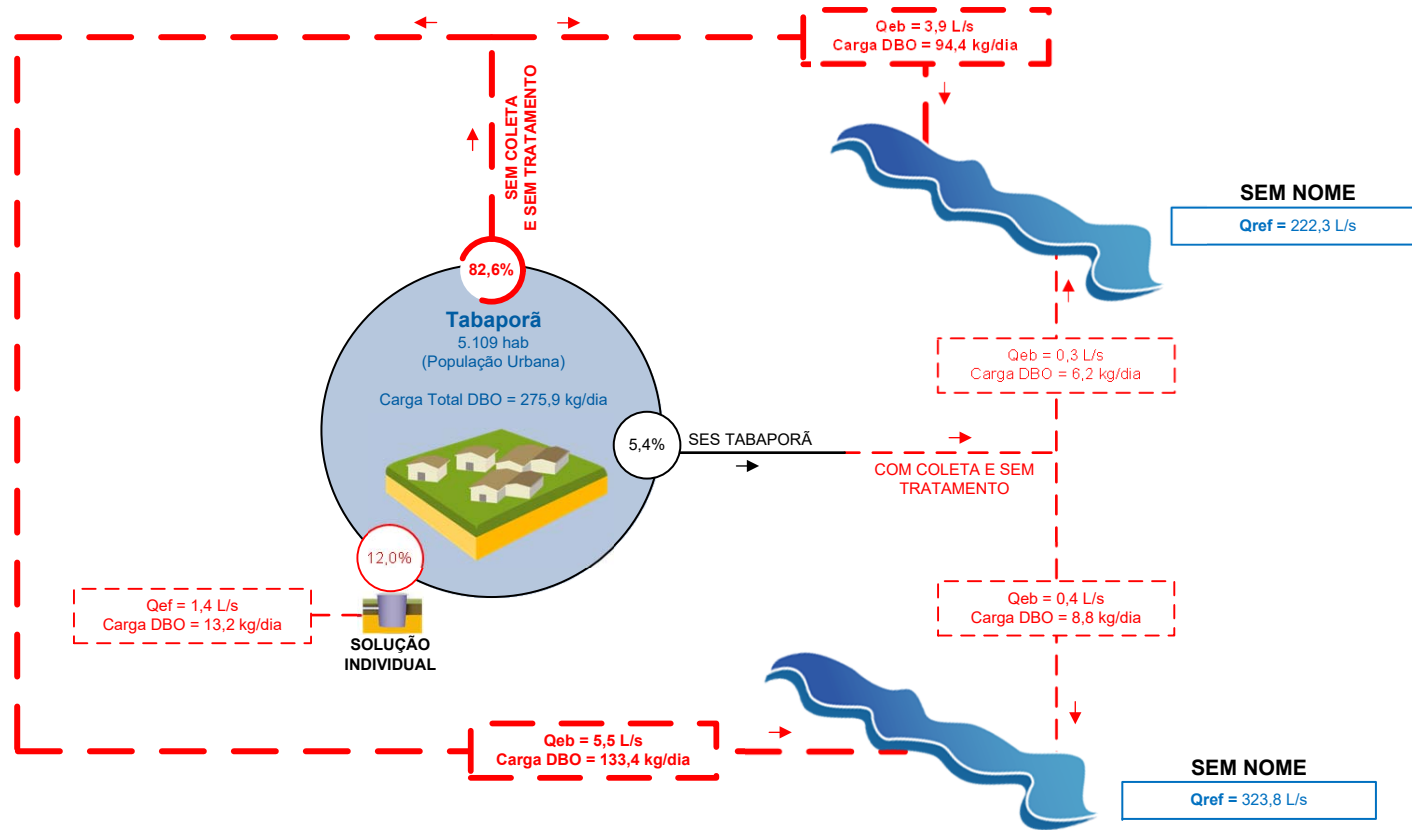 Qeb = 3,9 L/s
Carga DBO = 94,4 kg/dia
SEM COLETA
E SEM TRATAMENTO
SEM NOME
Qref = 222,3 L/s
82,6%
Tabaporã
5.109 hab
(População Urbana)
Carga Total DBO = 275,9 kg/dia
Qeb = 0,3 L/s
Carga DBO = 6,2 kg/dia
5,4%
SES TABAPORÃ
COM COLETA E SEM
TRATAMENTO
12,0%
Qef = 1,4 L/s
Carga DBO = 13,2 kg/dia
SOLUÇÃO
INDIVIDUAL
Qeb = 0,4 L/s
Carga DBO = 8,8 kg/dia
Qeb = 5,5 L/s
Carga DBO = 133,4 kg/dia
SEM NOME
Qref = 323,8 L/s